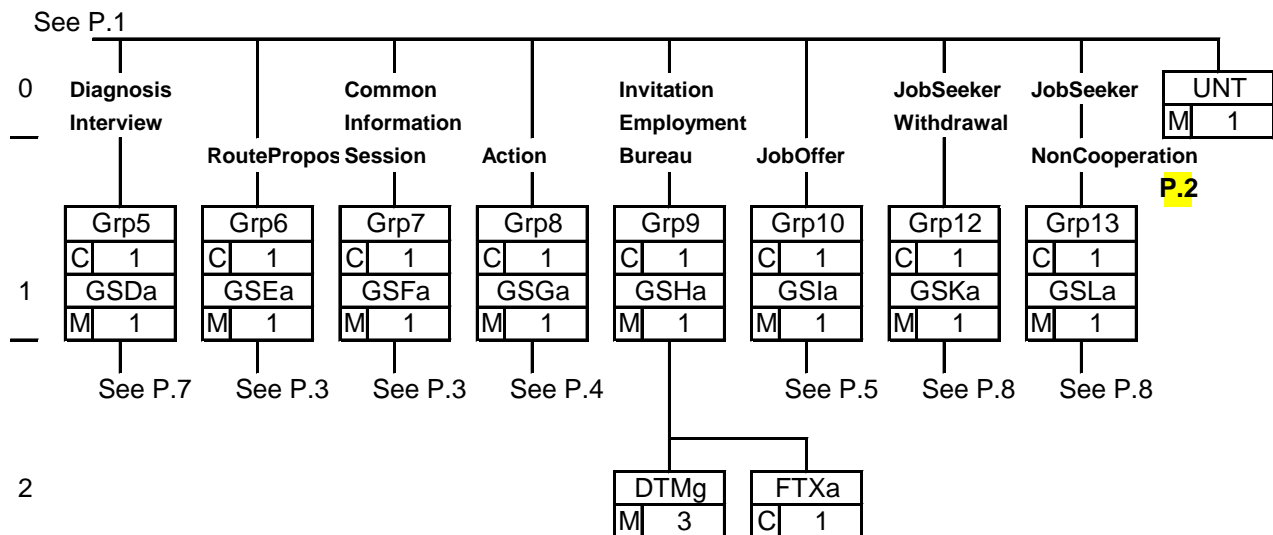 See P.1
0 Diagnosis Common Invitation JobSeeker JobSeeker UNT
Interview Information Employment Withdrawal M 1
RoutePropos Session Action Bureau JobOffer NonCooperation
P.2
Grp5 Grp6 Grp7 Grp8 Grp9 Grp10 Grp12 Grp13
C 1 C 1 C 1 C 1 C 1 C 1 C 1 C 1
1 GSDa GSEa GSFa GSGa GSHa GSIa GSKa GSLa
M 1 M 1 M 1 M 1 M 1 M 1 M 1 M 1
See P.7 See P.3 See P.3 See P.4 See P.5 See P.8 See P.8
2 DTMg FTXa
M 3 C 1